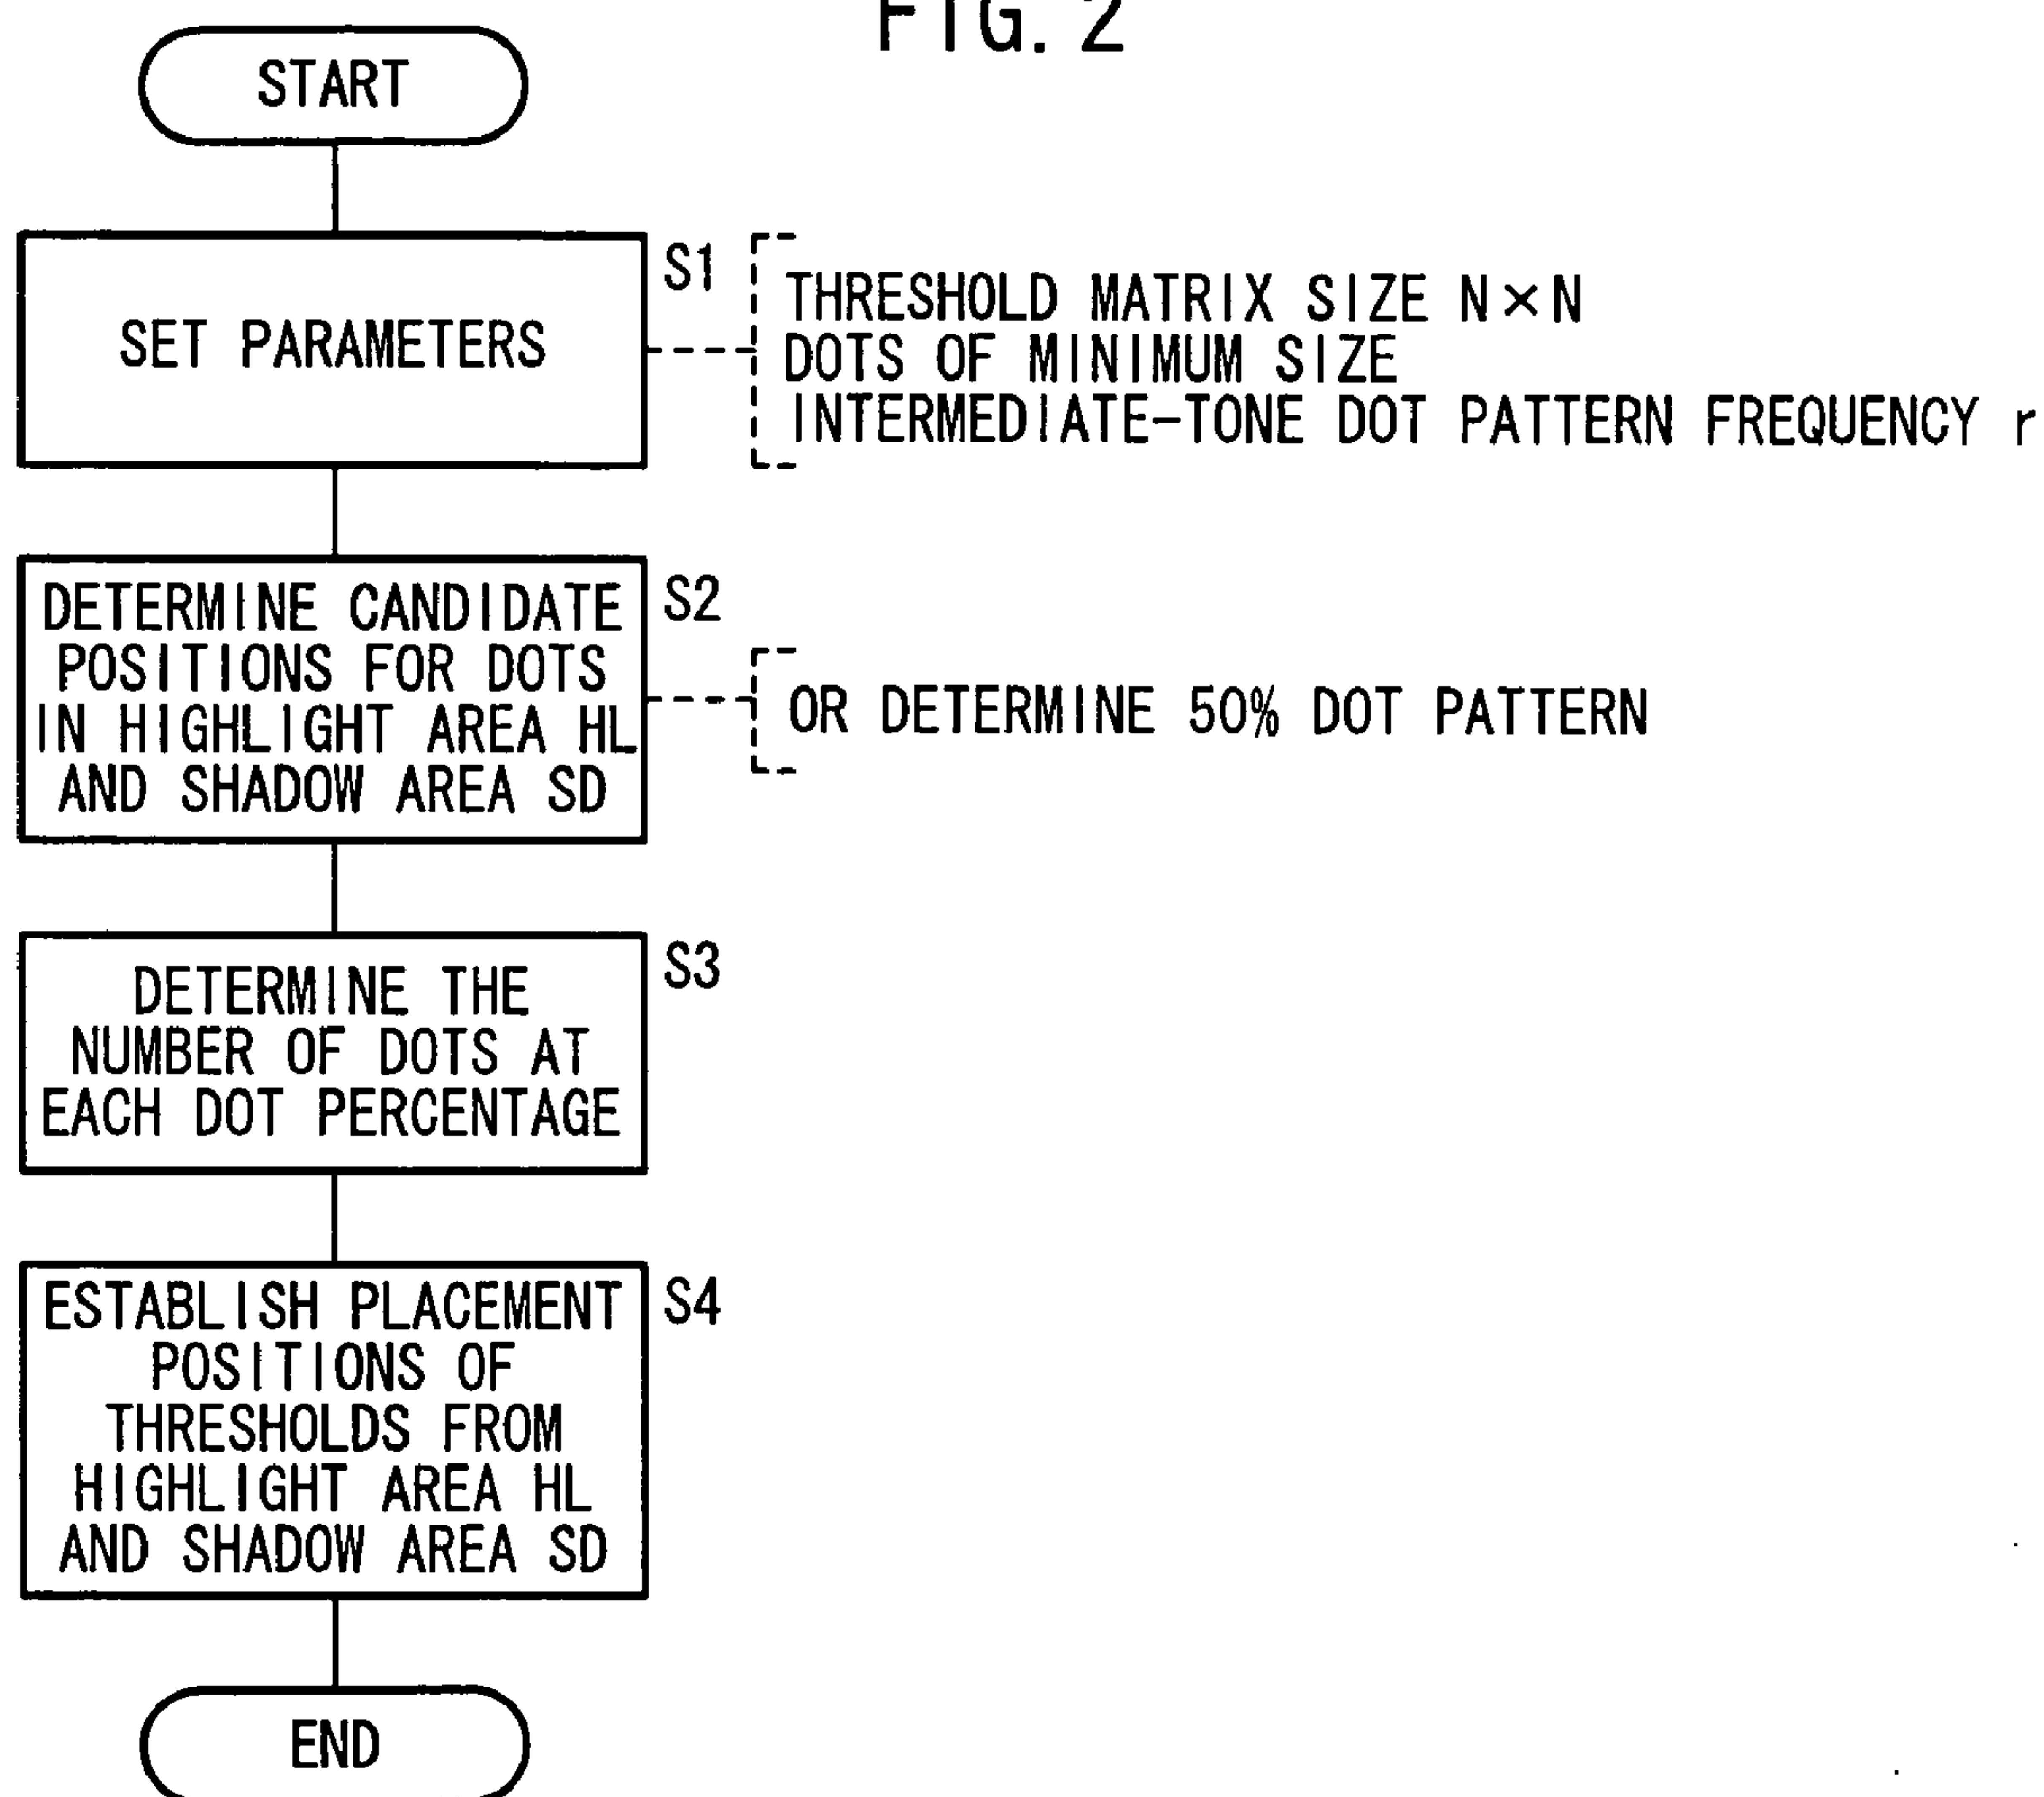 FIG. 2
START
SET PARAMETERS
S1
THRESHOLD MATRIX SIZE N×N
DOTS OF MINIMUM SIZE
INTERMEDIATE-TONE DOT PATTERN FREQUENCY r
DETERMINE CANDIDATE
POSITIONS FOR DOTS
IN HIGHLIGHT AREA HL
AND SHADOW AREA SD
S2
OR DETERMINE 50% DOT PATTERN
DETERMINE THE
NUMBER OF DOTS AT
EACH DOT PERCENTAGE
S3
ESTABLISH PLACEMENT
POSITIONS OF
THRESHOLDS FROM
HIGHLIGHT AREA HL
AND SHADOW AREA SD
S4
END